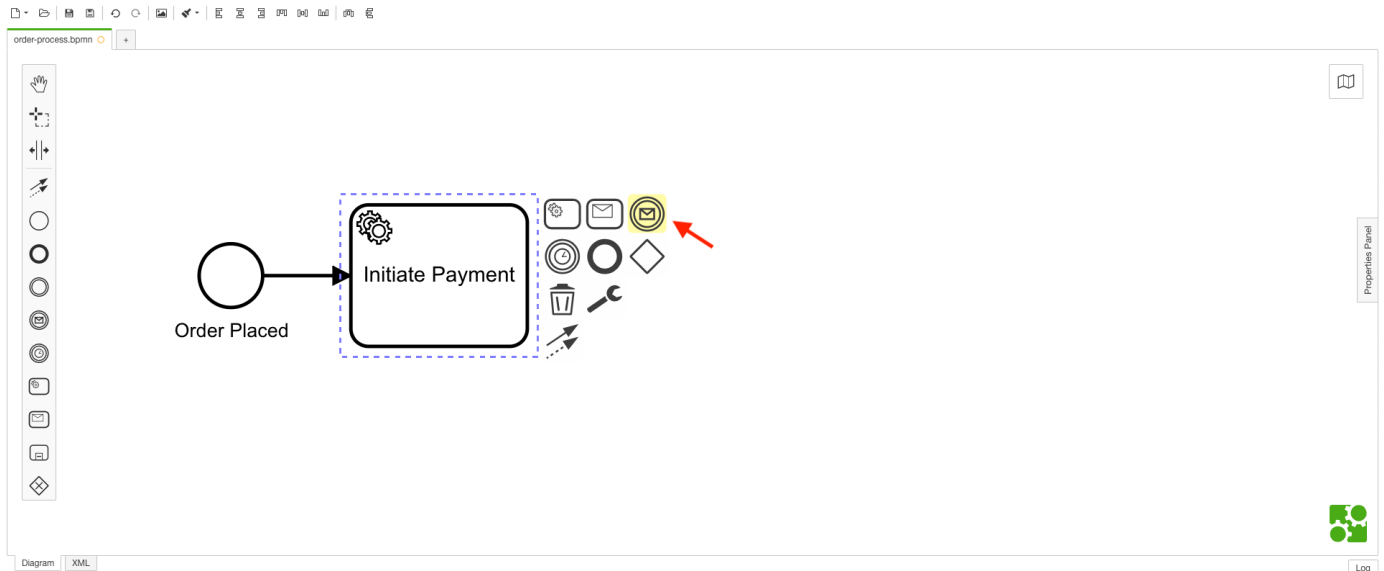 order-process.bpmn
+
Initiate Payment
Order Placed
Properties Panel
Diagram
XML
Log